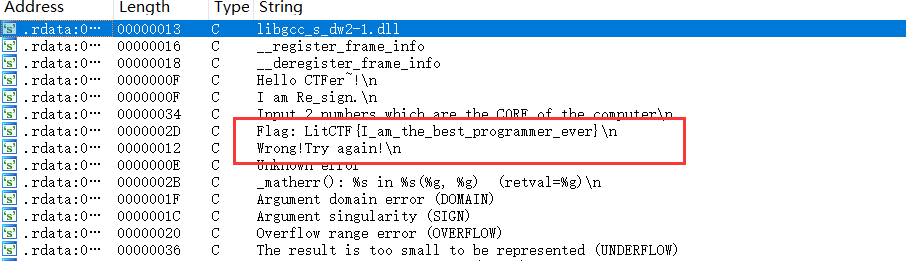 Address Length Type String
.rdata:0… 00000013 C libgcc_s_dw2-1.dll
.rdata:0… 00000016 C __register_frame_info
.rdata:0… 00000018 C __deregister_frame_info
.rdata:0… 0000000F C Hello CTFer~!\n
.rdata:0… 0000000F C I am Re_sign.\n
.rdata:0… 00000034 C Input 2 numbers which are the CORE of the computer\n
.rdata:0… 0000002D C Flag: LitCTF{I_am_the_best_programmer_ever}\n
.rdata:0… 00000012 C Wrong!Try again!\n
.rdata:0… 0000000E C Unknown error
.rdata:0… 0000002B C _matherr(): %s in %s(%g, %g)  (retval=%g)\n
.rdata:0… 0000001F C Argument domain error (DOMAIN)
.rdata:0… 0000001C C Argument singularity (SIGN)
.rdata:0… 00000020 C Overflow range error (OVERFLOW)
.rdata:0… 00000036 C The result is too small to be represented (UNDERFLOW)